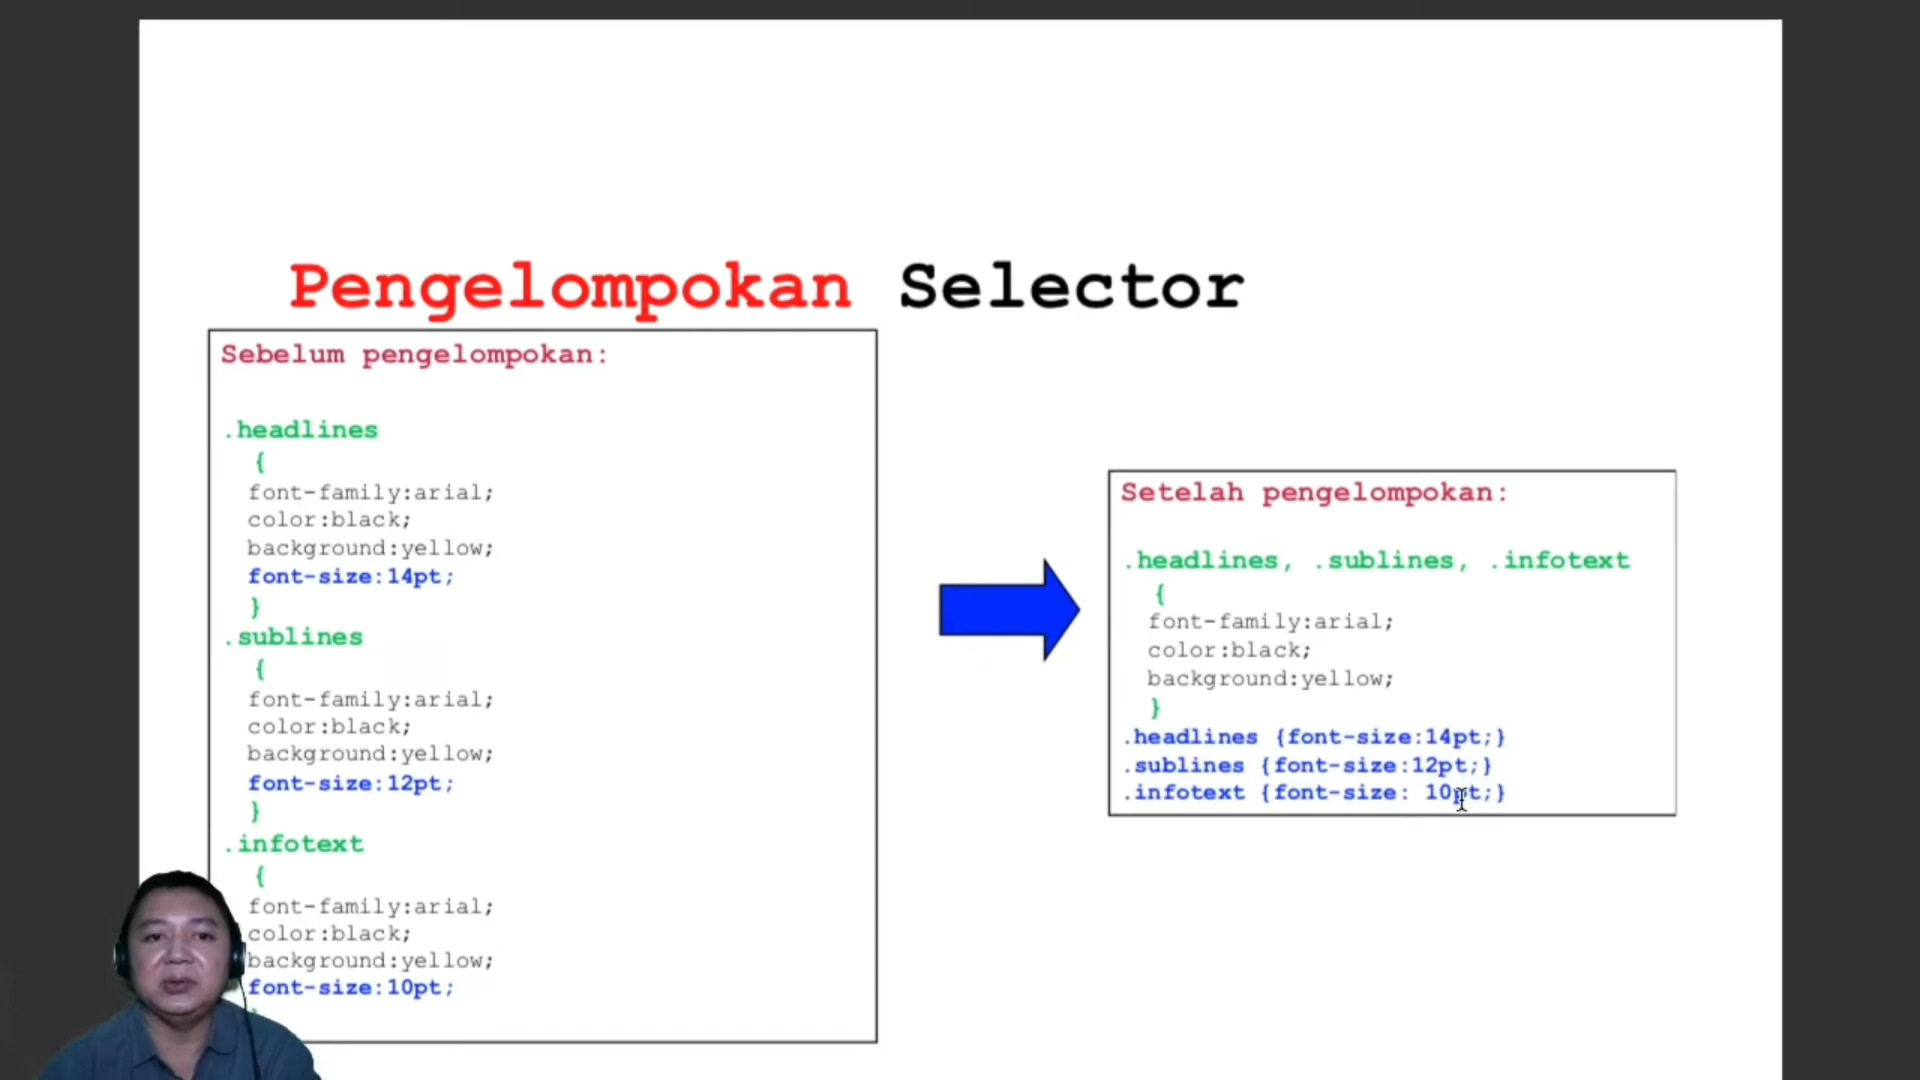 Pengelompokan Selector
Sebelum pengelompokan:
.headlines
{
font-family:arial;
color:black;
background:yellow;
font-size:14pt;
}
.sublines
{
font-family:arial;
color:black;
background:yellow;
font-size:12pt;
}
.infotext
{
font-family:arial;
color:black;
background:yellow;
font-size:10pt;
}
Setelah pengelompokan:
.headlines, .sublines, .infotext
{
font-family:arial;
color:black;
background:yellow;
}
.headlines {font-size:14pt;}
.sublines {font-size:12pt;}
.infotext {font-size: 10pt;}